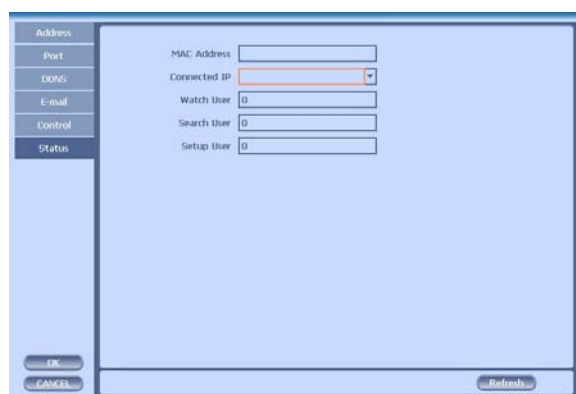 Address
Port
DDNS
E-mail
Control
Status
MAC Address
Connected IP
Watch User 0
Search User 0
Setup User 0
OK
CANCEL
Refresh